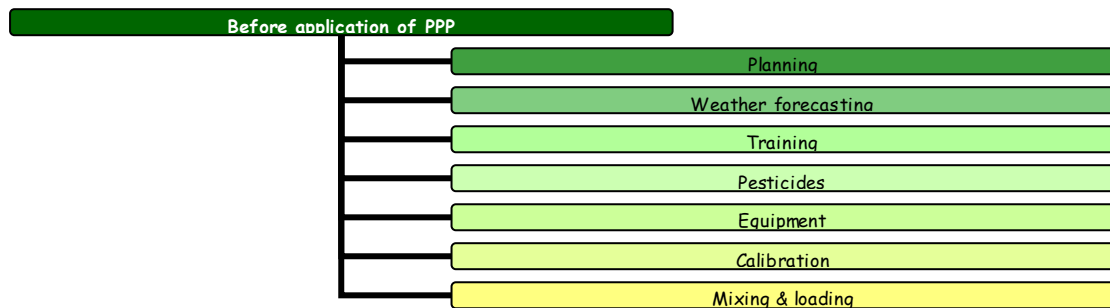 Before application of PPP
Planning
Weather forecasting
Training
Pesticides
Equipment
Calibration
Mixing & loading